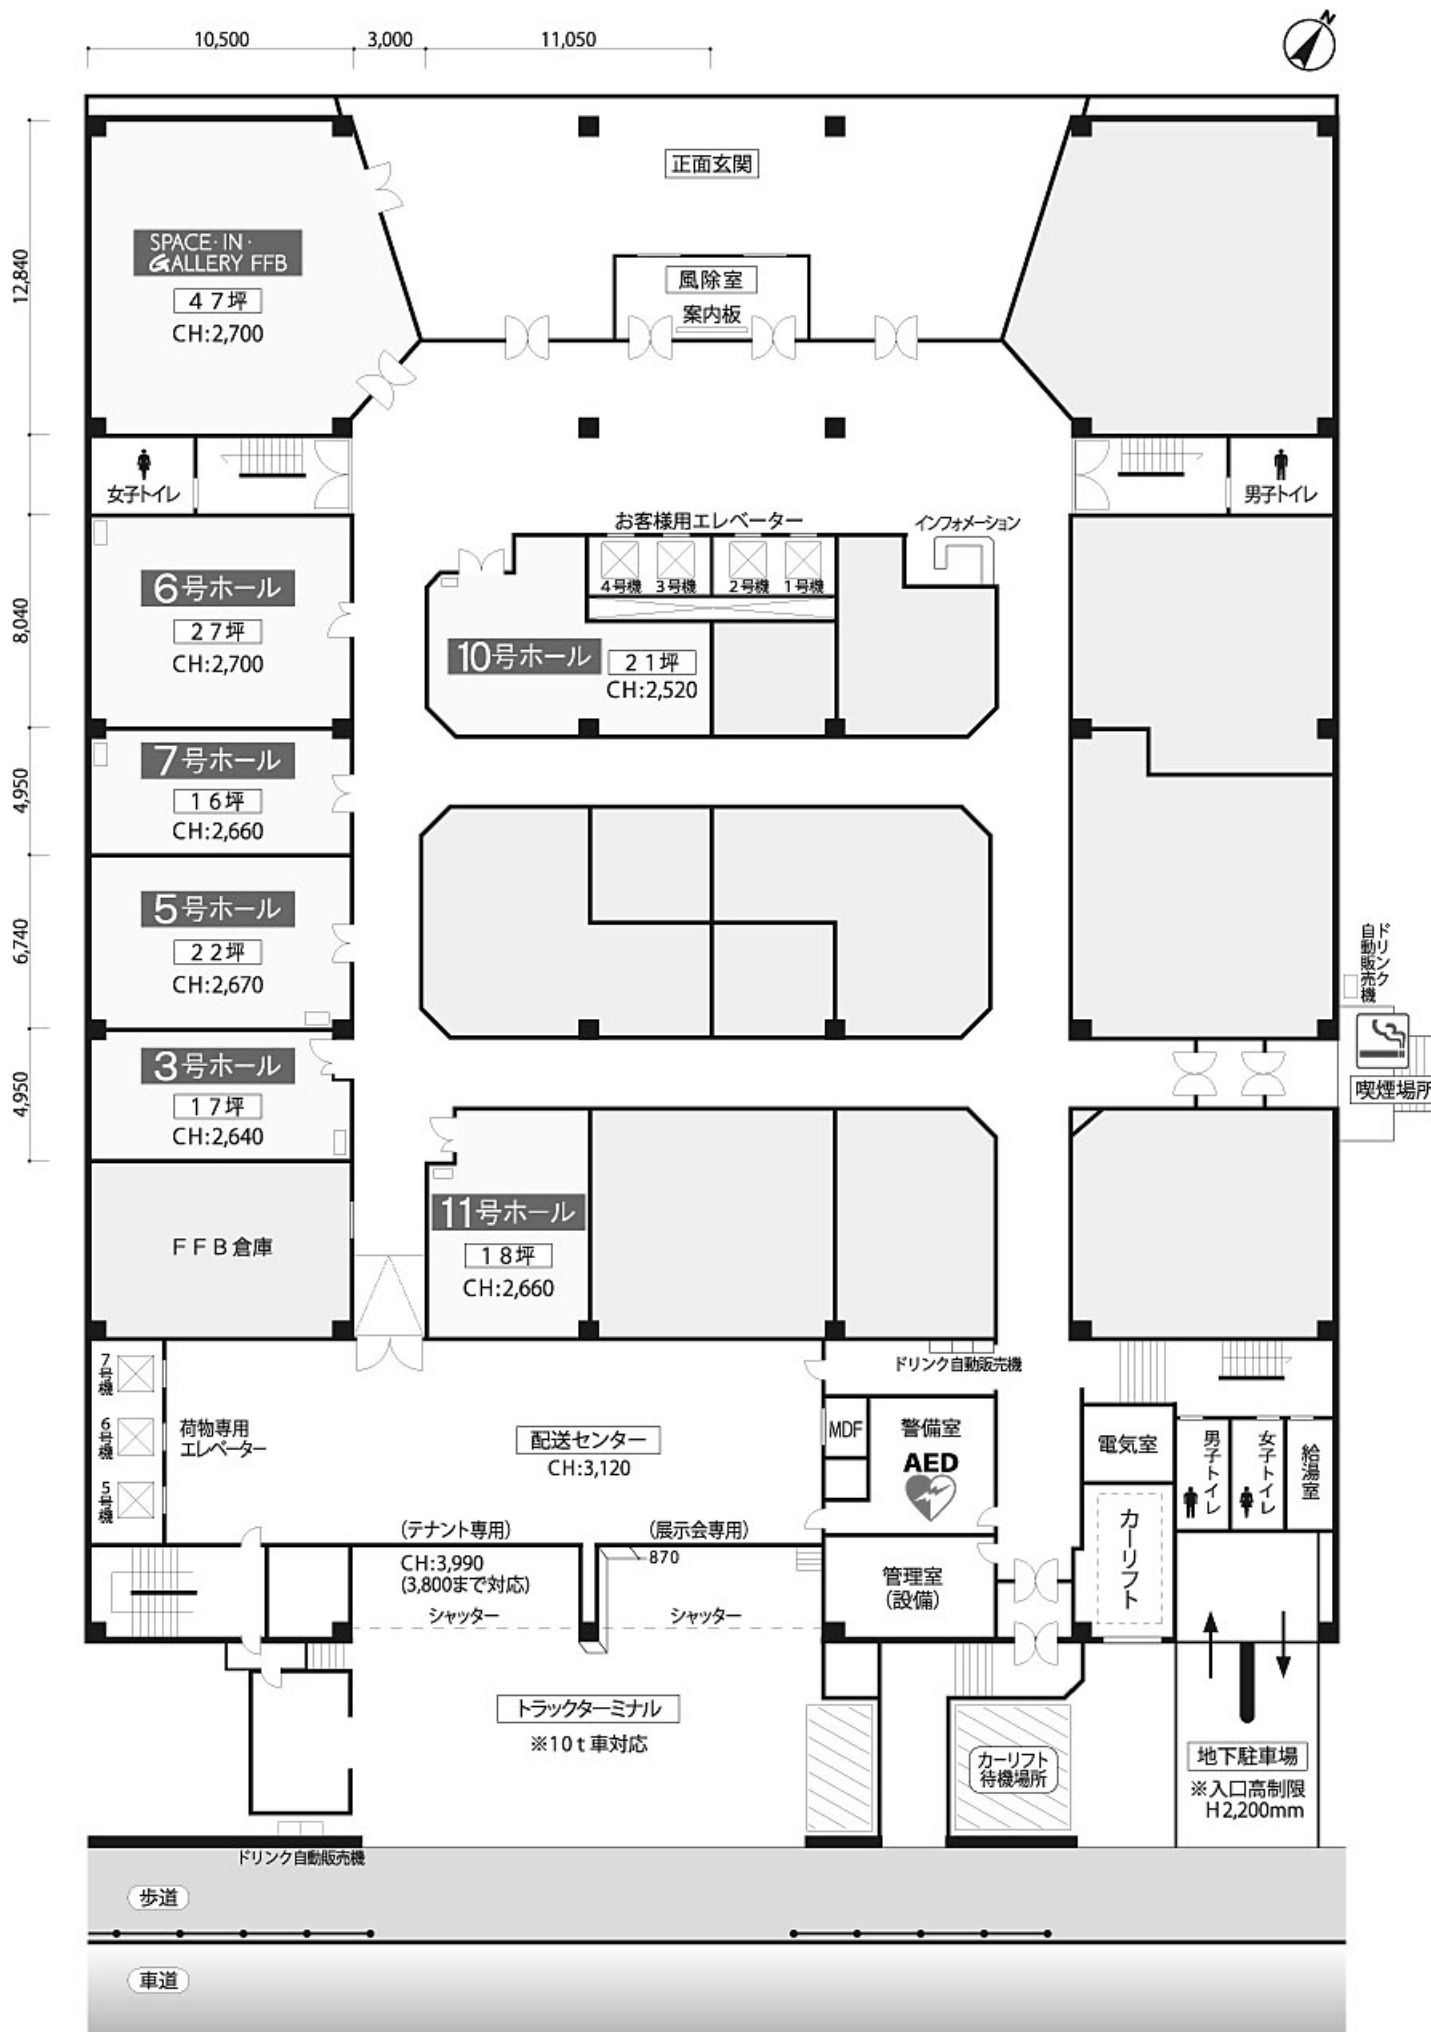 N
10,500
3,000
11,050
正面玄関
12,840
SPACE·IN·
GALLERY FFB
47坪
CH:2,700
風除室
案内板
女子トイレ
男子トイレ
お客様用エレベーター
インフォメーション
4号機
3号機
2号機
1号機
8,040
6号ホール
27坪
CH:2,700
10号ホール
21坪
CH:2,520
4,950
7号ホール
16坪
CH:2,660
6,740
5号ホール
22坪
CH:2,670
ドリンク
自動販売機
4,950
3号ホール
17坪
CH:2,640
喫煙場所
11号ホール
18坪
CH:2,660
FFB倉庫
7号機
6号機
5号機
荷物専用
エレベーター
配送センター
CH:3,120
ドリンク自動販売機
MDF
警備室
AED
電気室
男子トイレ
女子トイレ
給湯室
カーリフト
(テナント専用)
(展示会専用)
CH:3,990
(3,800まで対応)
870
シャッター
シャッター
管理室
(設備)
トラックターミナル
※10t車対応
カーリフト
待機場所
地下駐車場
※入口高制限
H2,200mm
ドリンク自動販売機
歩道
車道